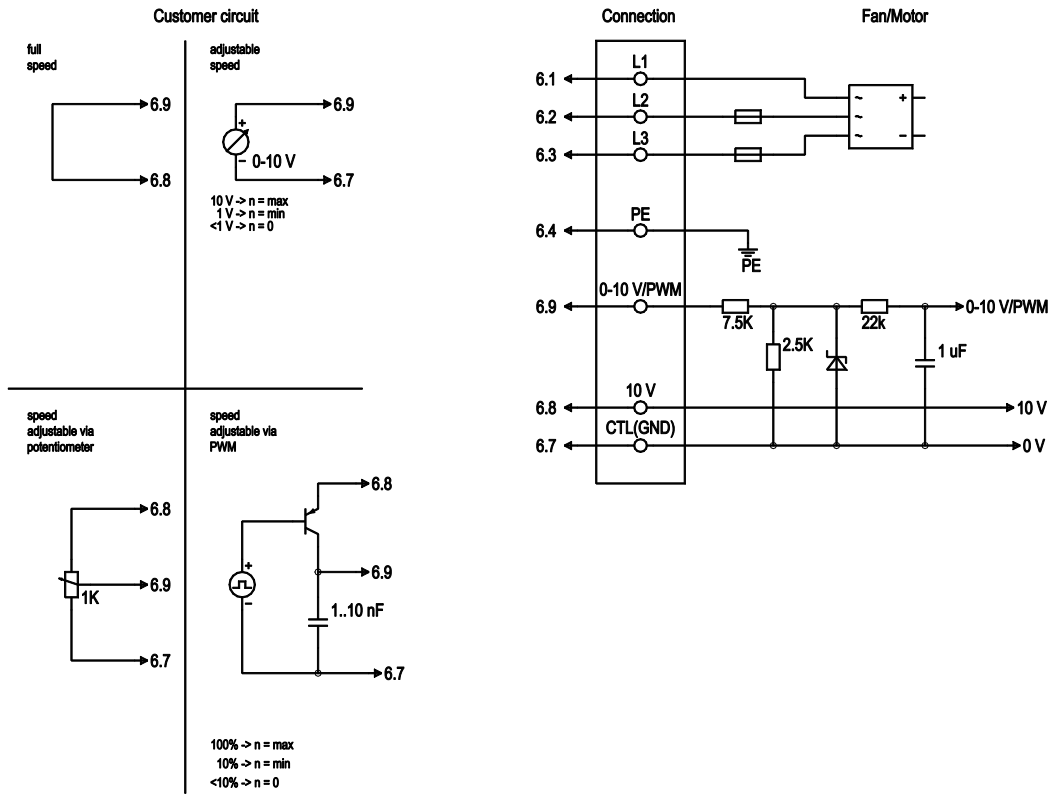 Customer circuit
full
speed
6.9
6.8
adjustable
speed
6.9
+
- 0-10 V
6.7
10 V -> n = max
1 V -> n = min
<1 V -> n = 0
speed
adjustable via
potentiometer
6.8
6.9
1K
6.7
speed
adjustable via
PWM
6.8
+
-
6.9
1..10 nF
6.7
100% -> n = max
10% -> n = min
<10% -> n = 0
Connection
Fan/Motor
L1
6.1
L2
6.2
L3
6.3
~ +
~
~ -
PE
6.4
PE
0-10 V/PWM
6.9
7.5K
22k
0-10 V/PWM
2.5K
1 uF
10 V
6.8
10 V
CTL(GND)
6.7
0 V